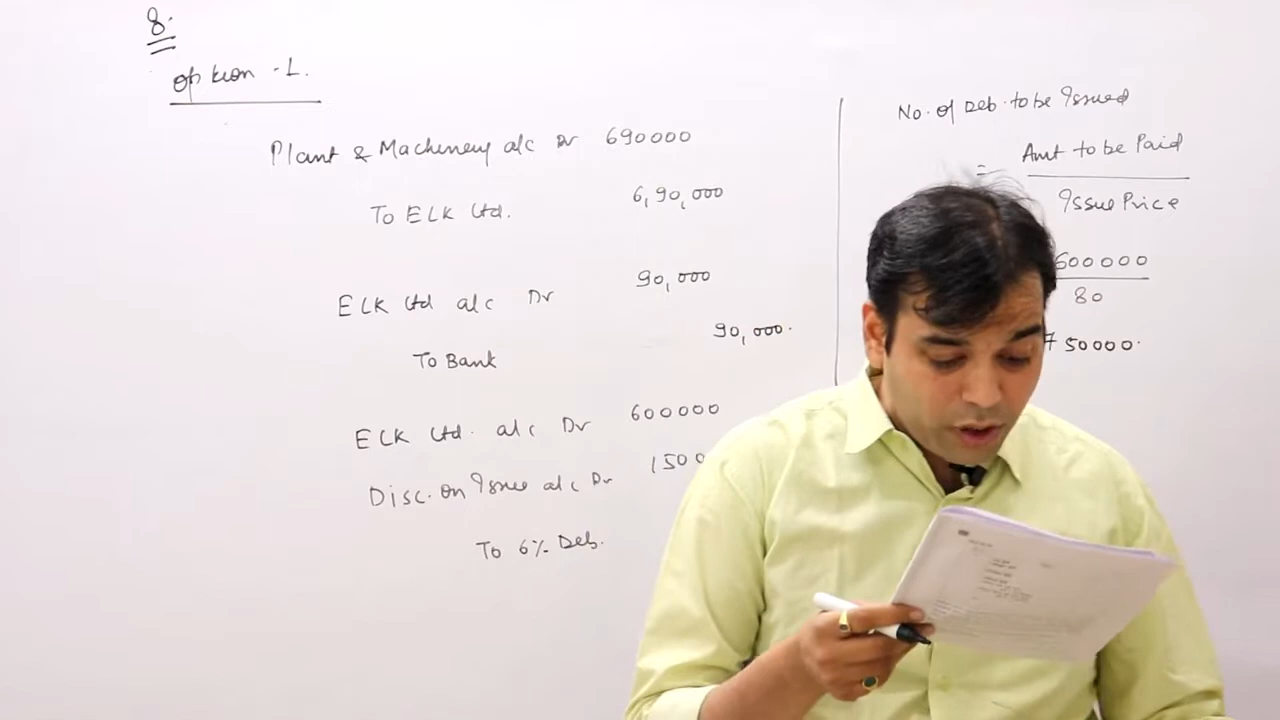 8.
option - 1.
Plant & Machinery a/c Dr 690000
To ELK Ltd. 6,90,000
ELK Ltd a/c Dr 90,000
To Bank 90,000.
ELK Ltd. a/c Dr 600000
Disc. on Issue a/c Dr 1500
To 6% Deb.
No. of Deb. to be Issued
= Amt to be Paid
Issue Price
600000
80
750000.